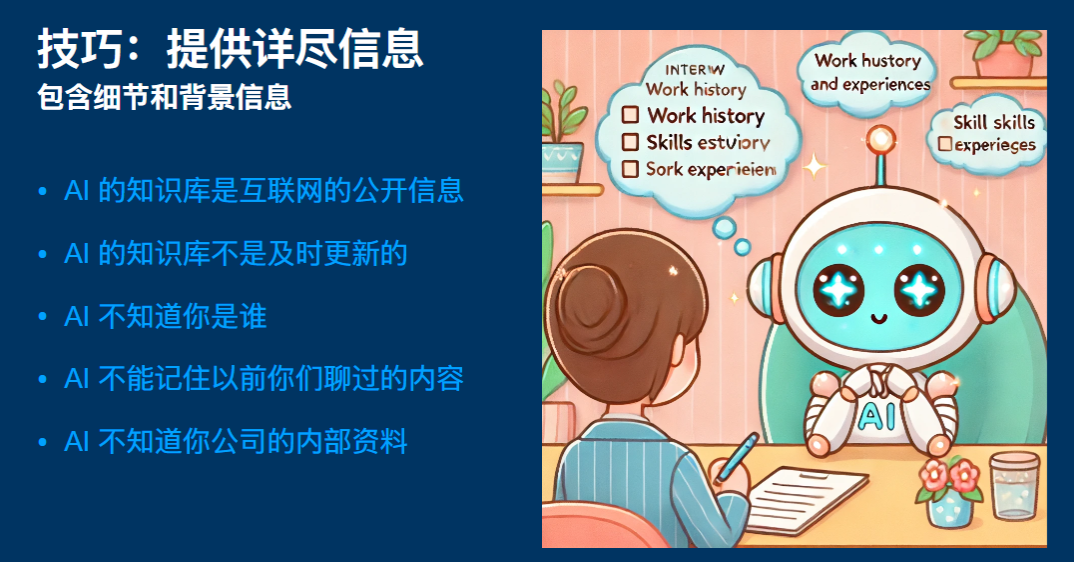 技巧：提供详尽信息
包含细节和背景信息
• AI 的知识库是互联网的公开信息
• AI 的知识库不是及时更新的
• AI 不知道你是谁
• AI 不能记住以前你们聊过的内容
• AI 不知道你公司的内部资料
Work history
Work history
Skills
Sork
Work hustory
and experiences
Skill skills
AI